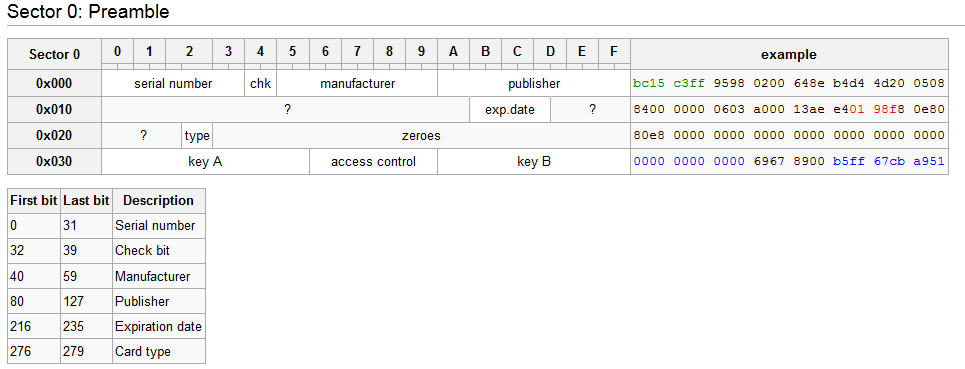 Sector 0: Preamble
Sector 0 0 1 2 3 4 5 6 7 8 9 A B C D E F example
0x000 serial number chk manufacturer publisher bc15 c3ff 9598 0200 648e b4d4 4d20 0508
0x010 ? exp.date ? 8400 0000 0603 a000 13ae e401 98f8 0e80
0x020 ? type zeroes 80e8 0000 0000 0000 0000 0000 0000 0000
0x030 key A access control key B 0000 0000 0000 6967 8900 b5ff 67cb a951
First bit Last bit Description
0 31 Serial number
32 39 Check bit
40 59 Manufacturer
80 127 Publisher
216 235 Expiration date
276 279 Card type